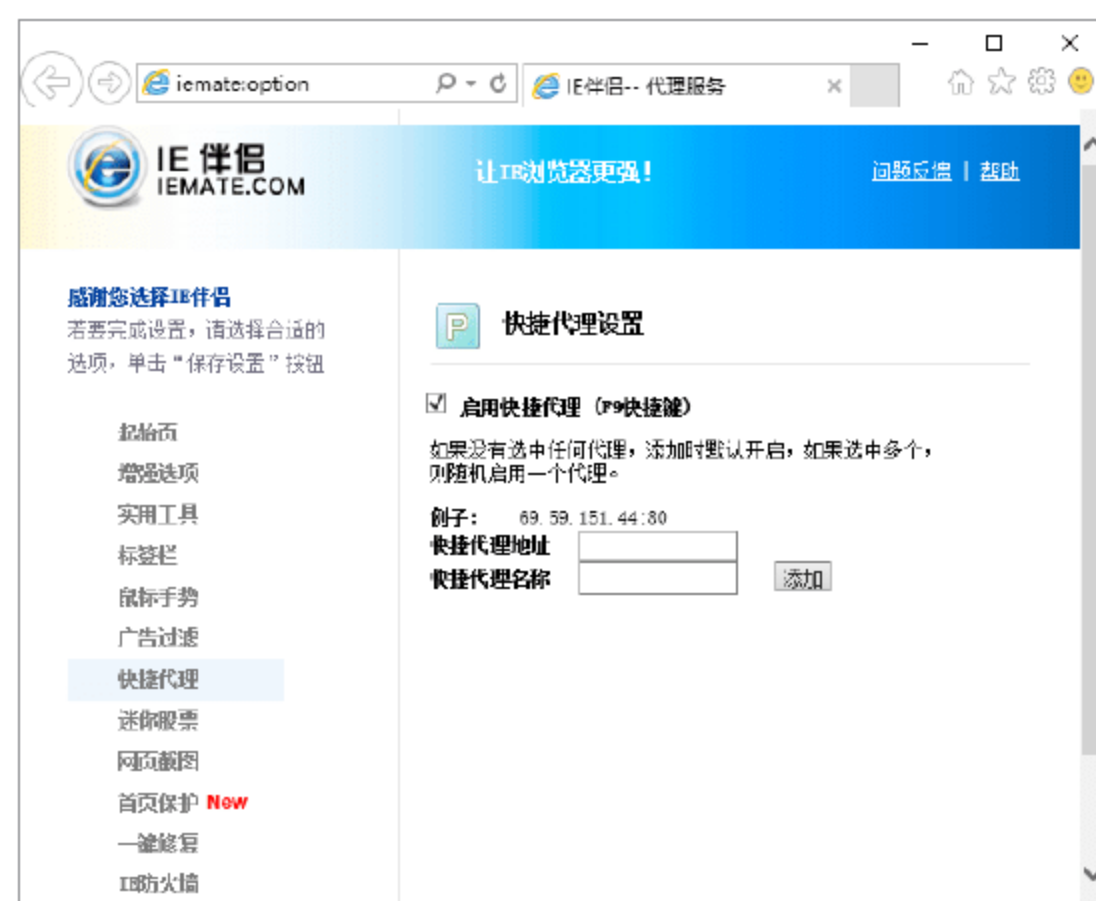 iemate:option
IE伴侣-- 代理服务
IE 伴侣
IEMATE.COM
让IE浏览器更强!
问题反馈 | 帮助
感谢您选择IE伴侣
若要完成设置，请选择合适的
选项，单击“保存设置”按钮
起始页
增强选项
实用工具
标签栏
鼠标手势
广告过滤
快捷代理
迷你股票
网页截图
首页保护 New
一键修复
IE防火墙
快捷代理设置
启用快捷代理（F9快捷键）
如果没有选中任何代理，添加时默认开启，如果选中多个，
则随机启用一个代理。
例子： 69.59.151.44:80
快捷代理地址
快捷代理名称
添加